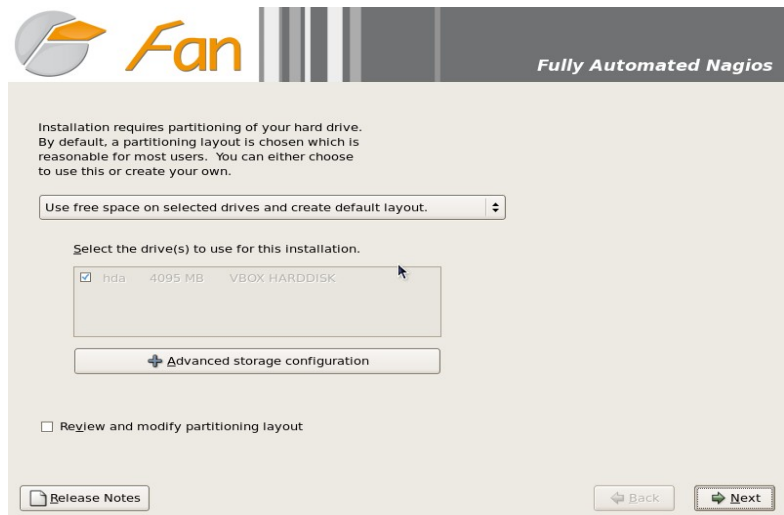 Fan
Fully Automated Nagios
Installation requires partitioning of your hard drive.
By default, a partitioning layout is chosen which is
reasonable for most users. You can either choose
to use this or create your own.
Use free space on selected drives and create default layout.
Select the drive(s) to use for this installation.
hda 4095 MB VBOX HARDDISK
Advanced storage configuration
Review and modify partitioning layout
Release Notes
Back
Next